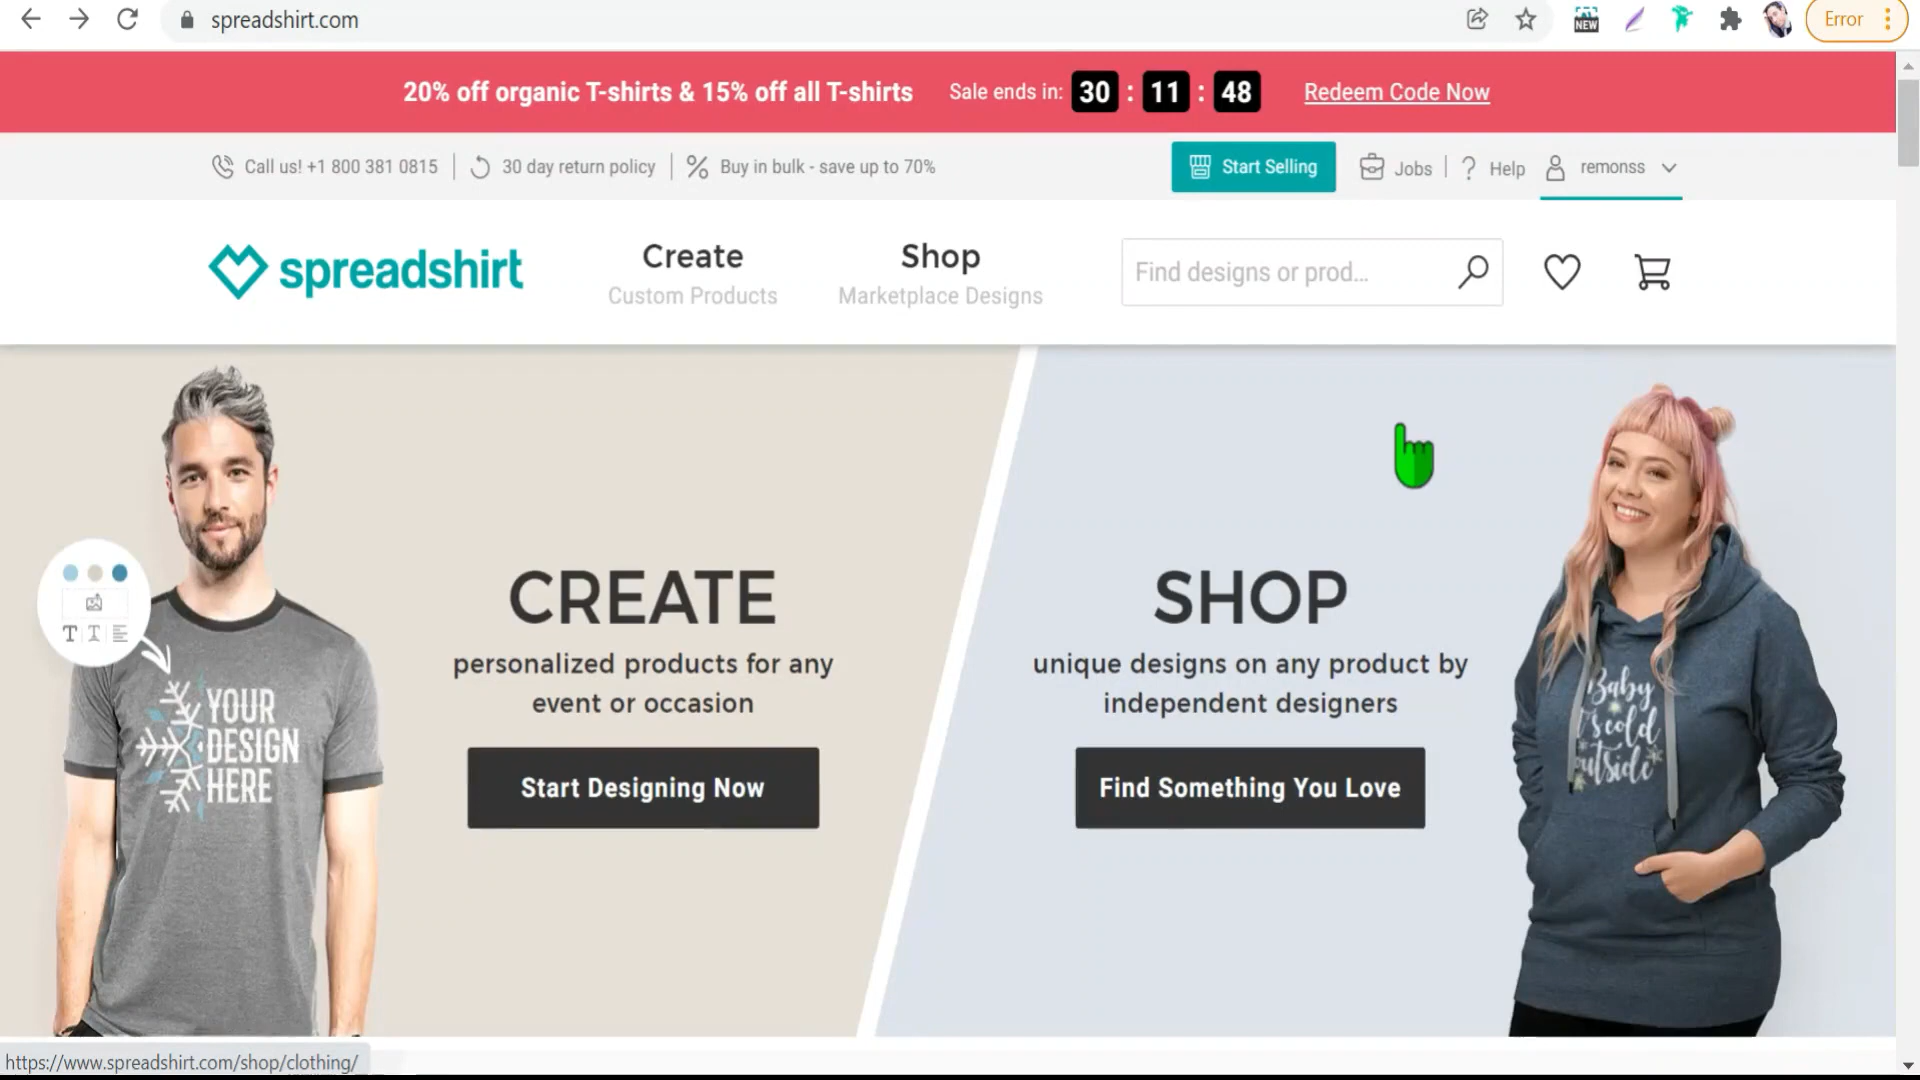 spreadshirt.com
Error
NEW
20% off organic T-shirts & 15% off all T-shirts Sale ends in: 30 : 11 : 48 Redeem Code Now
Call us! +1 800 381 0815 | 30 day return policy | % Buy in bulk - save up to 70% Start Selling Jobs | ? Help remonss
spreadshirt
Create
Custom Products
Shop
Marketplace Designs
Find designs or prod...
CREATE
personalized products for any
event or occasion
Start Designing Now
SHOP
unique designs on any product by
independent designers
Find Something You Love
T T
YOUR
DESIGN
HERE
Baby
it's cold
outside
https://www.spreadshirt.com/shop/clothing/